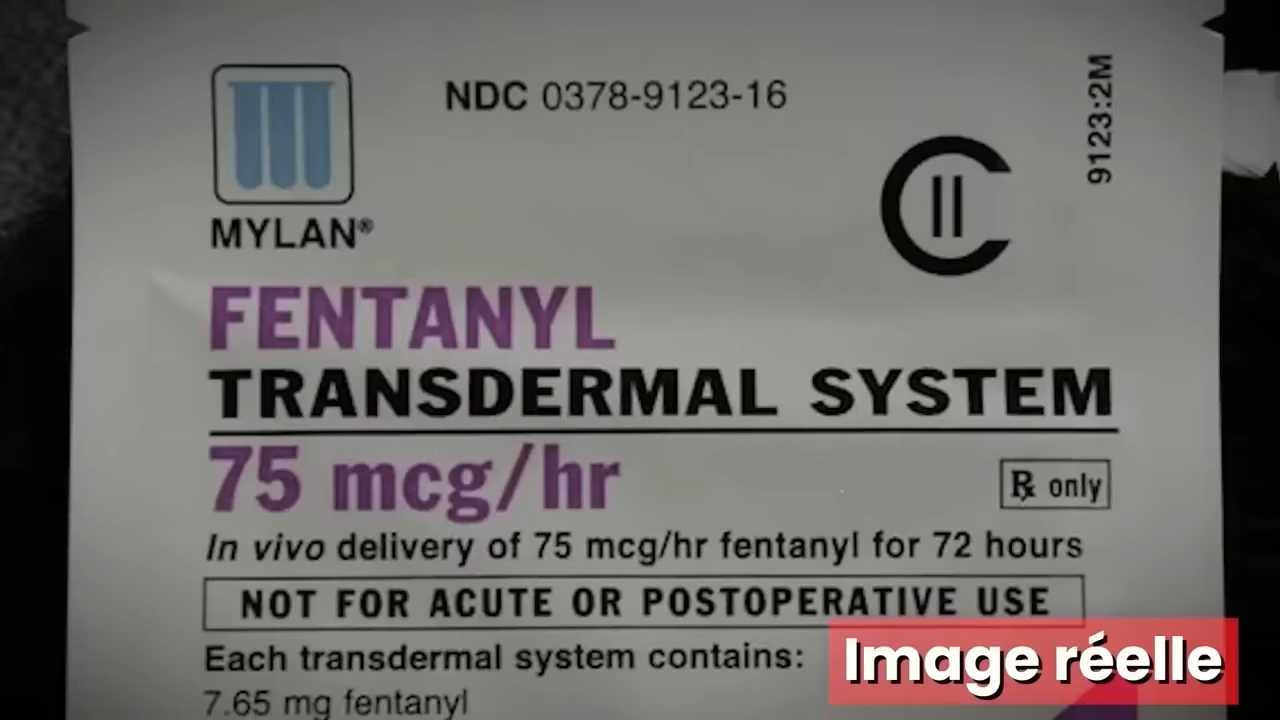 NDC 0378-9123-16
9123:2M
C II
MYLAN®
FENTANYL
TRANSDERMAL SYSTEM
75 mcg/hr
Rx only
In vivo delivery of 75 mcg/hr fentanyl for 72 hours
NOT FOR ACUTE OR POSTOPERATIVE USE
Each transdermal system contains:
7.65 mg fentanyl
Image réelle